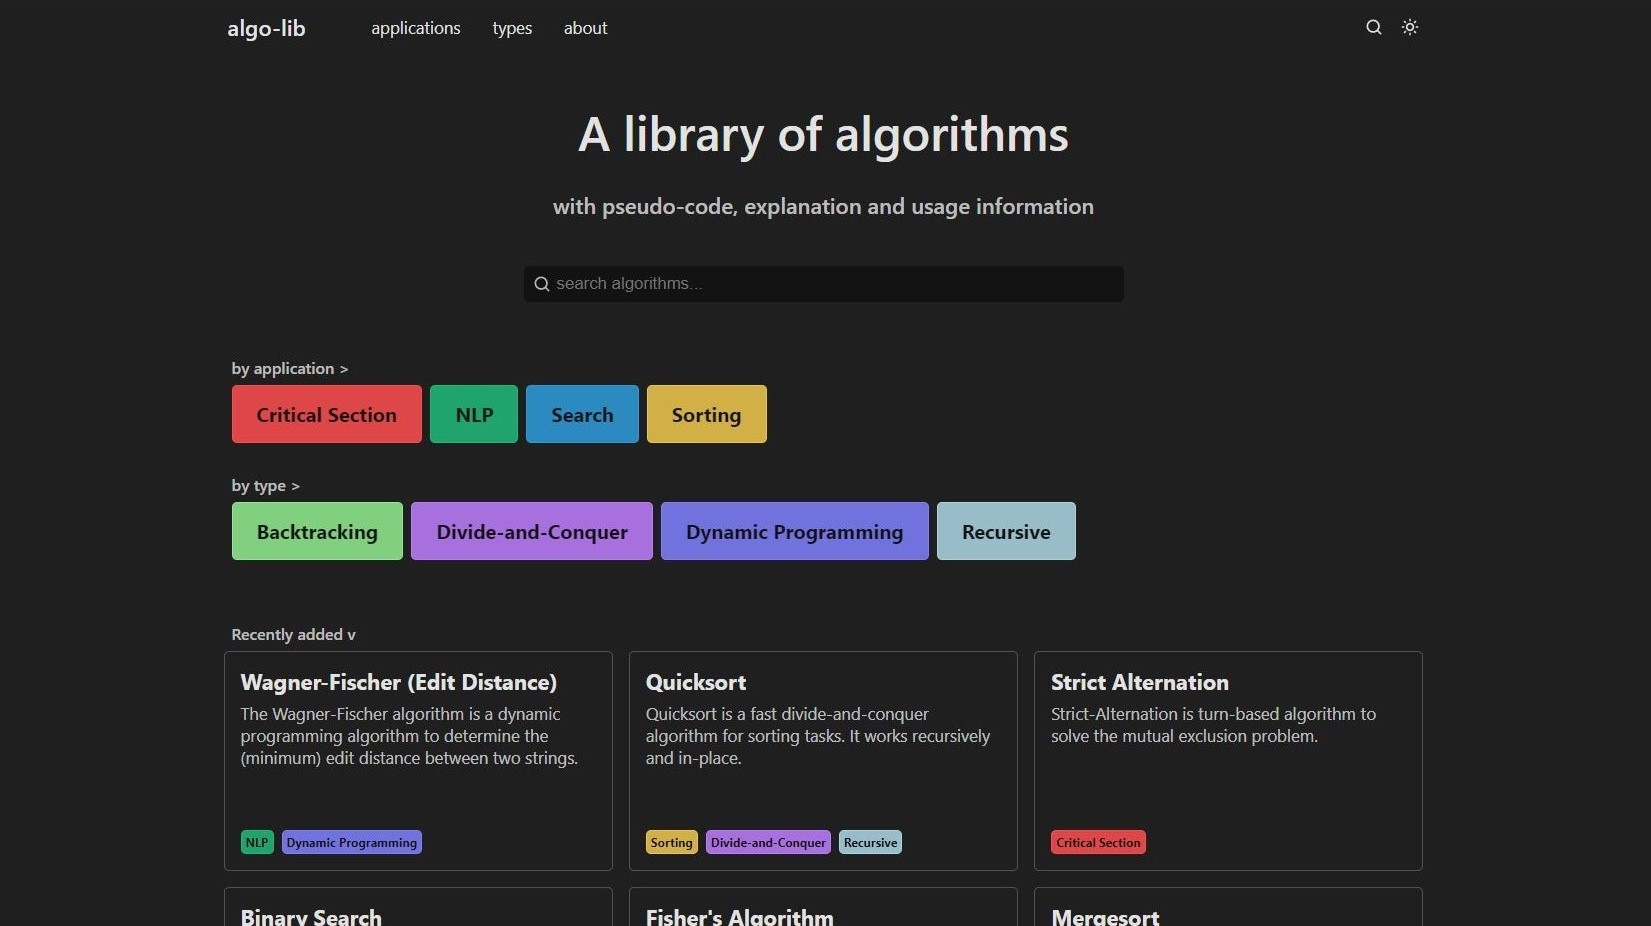 algo-lib applications types about
A library of algorithms
with pseudo-code, explanation and usage information
search algorithms...
by application >
Critical Section NLP Search Sorting
by type >
Backtracking Divide-and-Conquer Dynamic Programming Recursive
Recently added v
Wagner-Fischer (Edit Distance)
The Wagner-Fischer algorithm is a dynamic
programming algorithm to determine the
(minimum) edit distance between two strings.
NLP Dynamic Programming
Quicksort
Quicksort is a fast divide-and-conquer
algorithm for sorting tasks. It works recursively
and in-place.
Sorting Divide-and-Conquer Recursive
Strict Alternation
Strict-Alternation is turn-based algorithm to
solve the mutual exclusion problem.
Critical Section
Binary Search
Fisher's Algorithm
Mergesort